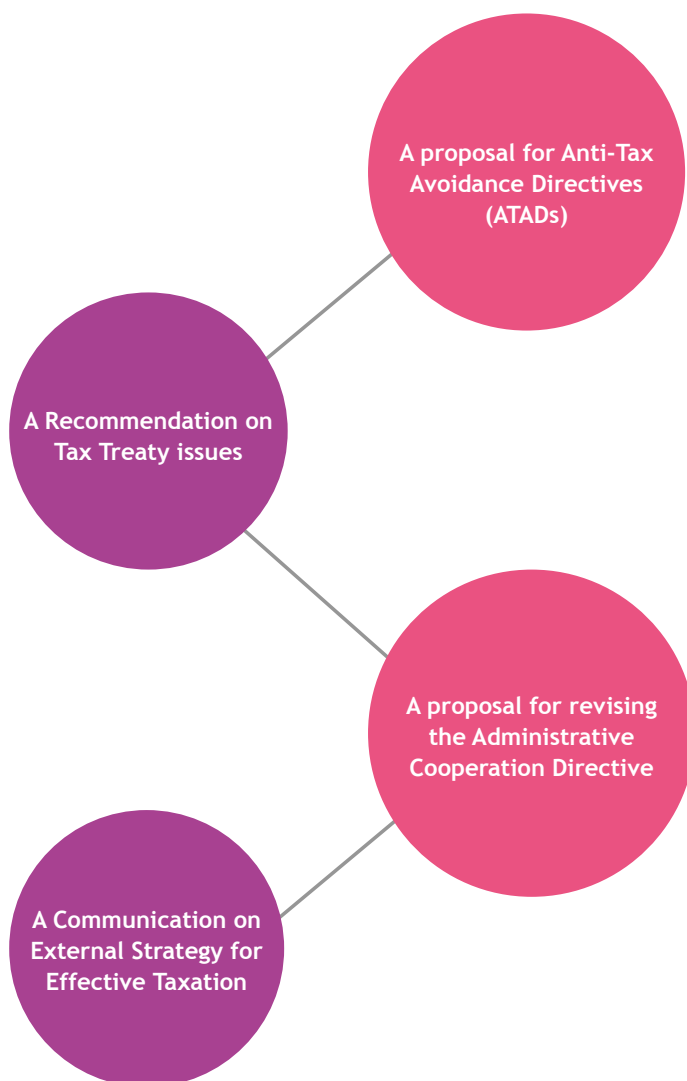 A proposal for Anti-Tax
Avoidance Directives
(ATADs)
A Recommendation on
Tax Treaty issues
A proposal for revising
the Administrative
Cooperation Directive
A Communication on
External Strategy for
Effective Taxation